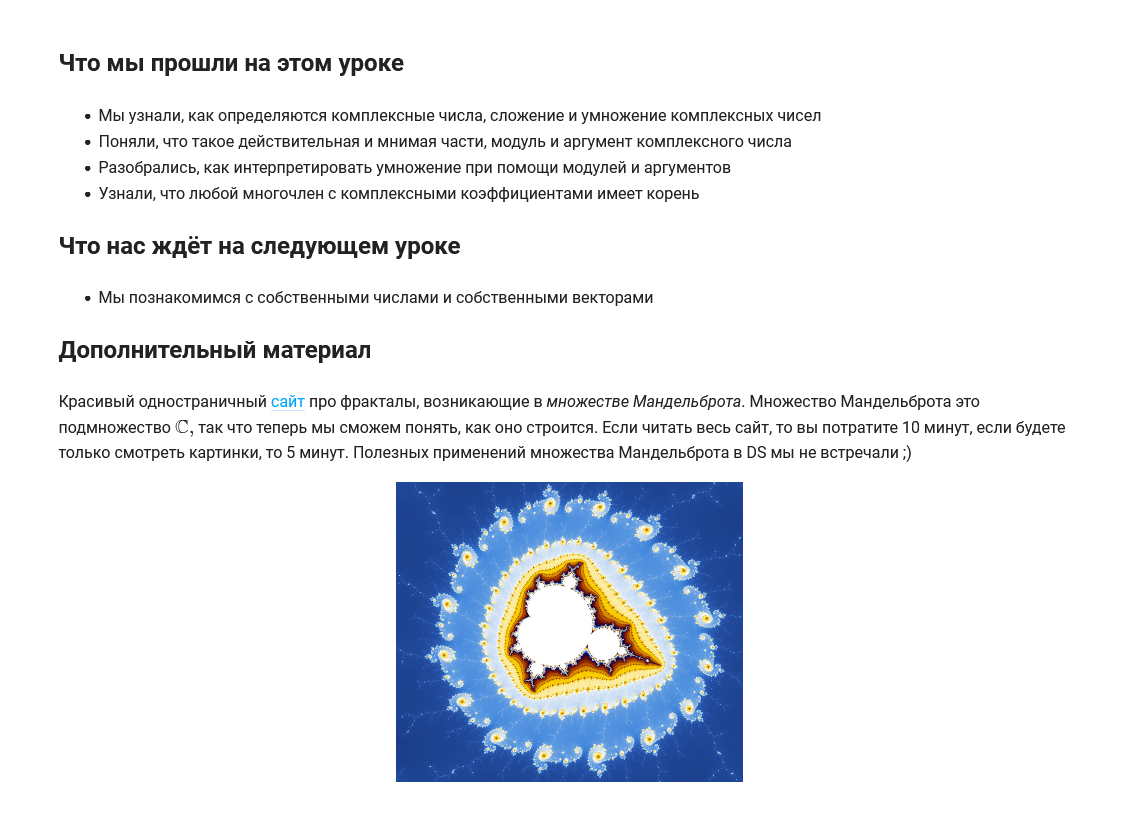 Что мы прошли на этом уроке
• Мы узнали, как определяются комплексные числа, сложение и умножение комплексных чисел
• Поняли, что такое действительная и мнимая части, модуль и аргумент комплексного числа
• Разобрались, как интерпретировать умножение при помощи модулей и аргументов
• Узнали, что любой многочлен с комплексными коэффициентами имеет корень
Что нас ждёт на следующем уроке
• Мы познакомимся с собственными числами и собственными векторами
Дополнительный материал
Красивый одностраничный сайт про фракталы, возникающие в множестве Мандельброта. Множество Мандельброта это
подмножество ℂ, так что теперь мы сможем понять, как оно строится. Если читать весь сайт, то вы потратите 10 минут, если будете
только смотреть картинки, то 5 минут. Полезных применений множества Мандельброта в DS мы не встречали ;)